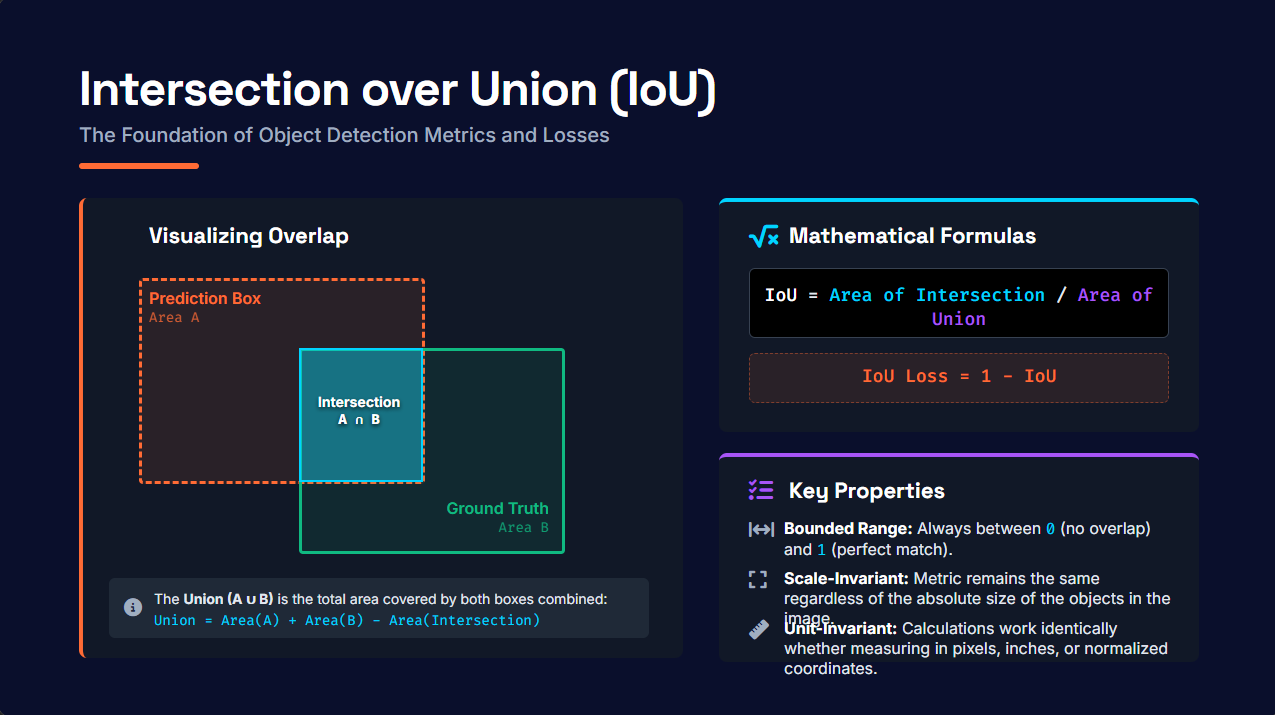 Intersection over Union (IoU)
The Foundation of Object Detection Metrics and Losses
Visualizing Overlap
Prediction Box
Area A
Intersection
A ∩ B
Ground Truth
Area B
The Union (A ∪ B) is the total area covered by both boxes combined:
Union = Area(A) + Area(B) - Area(Intersection)
Mathematical Formulas
IoU = Area of Intersection / Area of
Union
IoU Loss = 1 - IoU
Key Properties
Bounded Range: Always between 0 (no overlap)
and 1 (perfect match).
Scale-Invariant: Metric remains the same
regardless of the absolute size of the objects in the
image.
Unit-Invariant: Calculations work identically
whether measuring in pixels, inches, or normalized
coordinates.